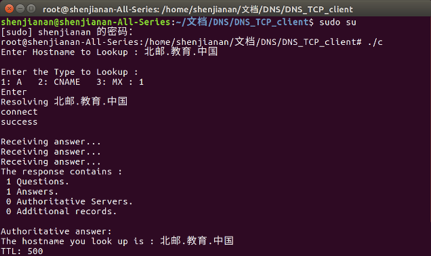 root@shenjianan-All-Series: /home/shenjianan/文档/DNS/DNS_TCP_client
shenjianan@shenjianan-All-Series:~/文档/DNS/DNS_TCP_client$ sudo su
[sudo] shenjianan 的密码：
root@shenjianan-All-Series:/home/shenjianan/文档/DNS/DNS_TCP_client# ./c
Enter Hostname to Lookup : 北邮.教育.中国
Enter the Type to Lookup :
1: A   2: CNAME   3: MX : 1
Enter
Resolving 北邮.教育.中国
connect
success
Receiving answer...
Receiving answer...
Receiving answer...
The response contains :
1 Questions.
1 Answers.
0 Authoritative Servers.
0 Additional records.
Authoritative answer:
The hostname you look up is : 北邮.教育.中国
TTL: 500